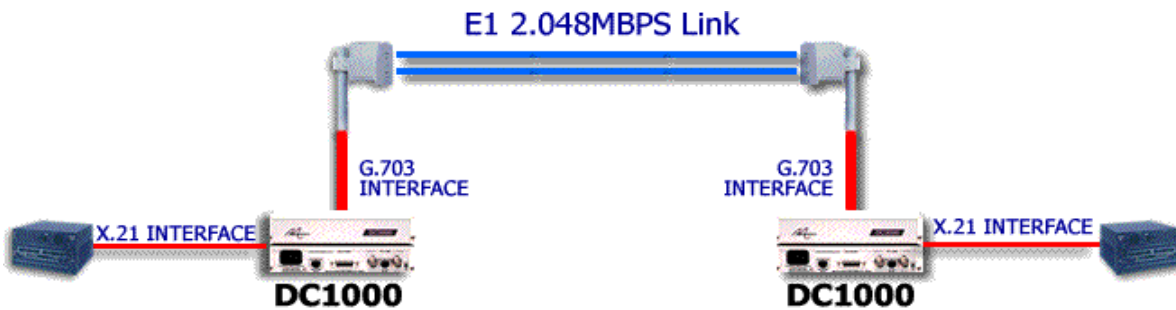 E1 2.048MBPS Link
G.703
INTERFACE
G.703
INTERFACE
X.21 INTERFACE
X.21 INTERFACE
DC1000
DC1000